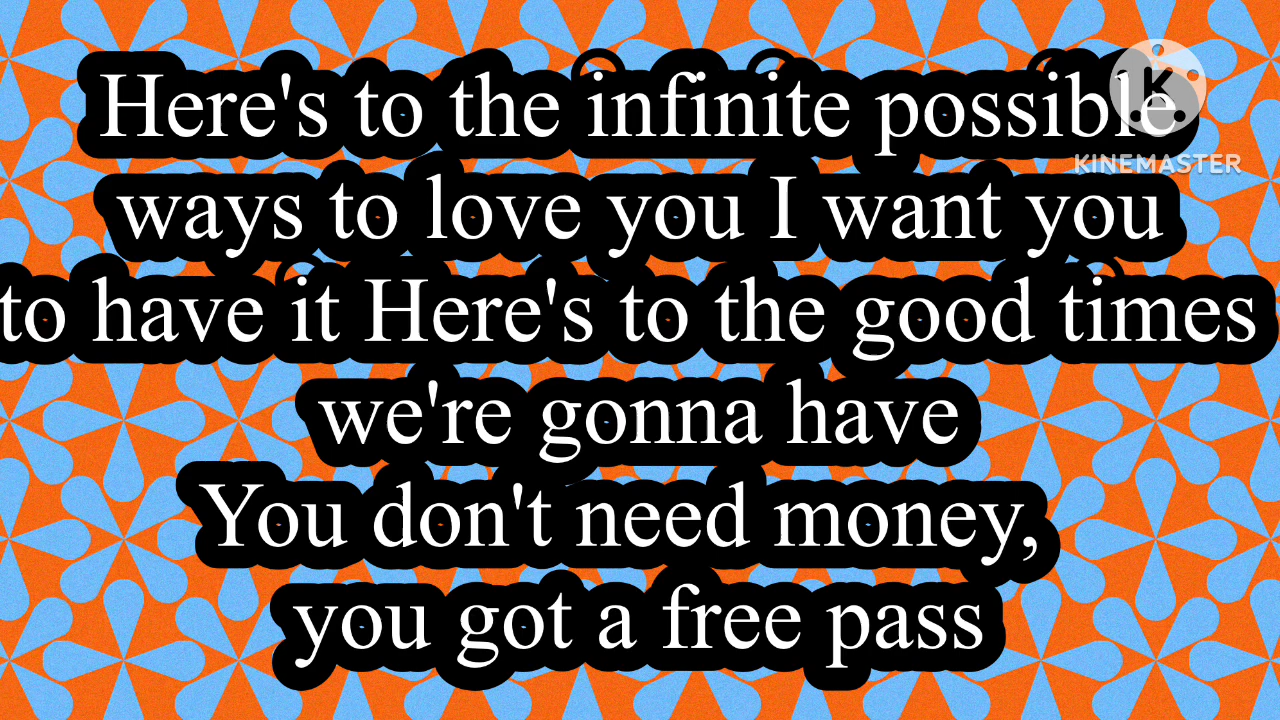 Here's to the infinite possible
ways to love you I want you
to have it Here's to the good times
we're gonna have
You don't need money,
you got a free pass
K
KINEMASTER